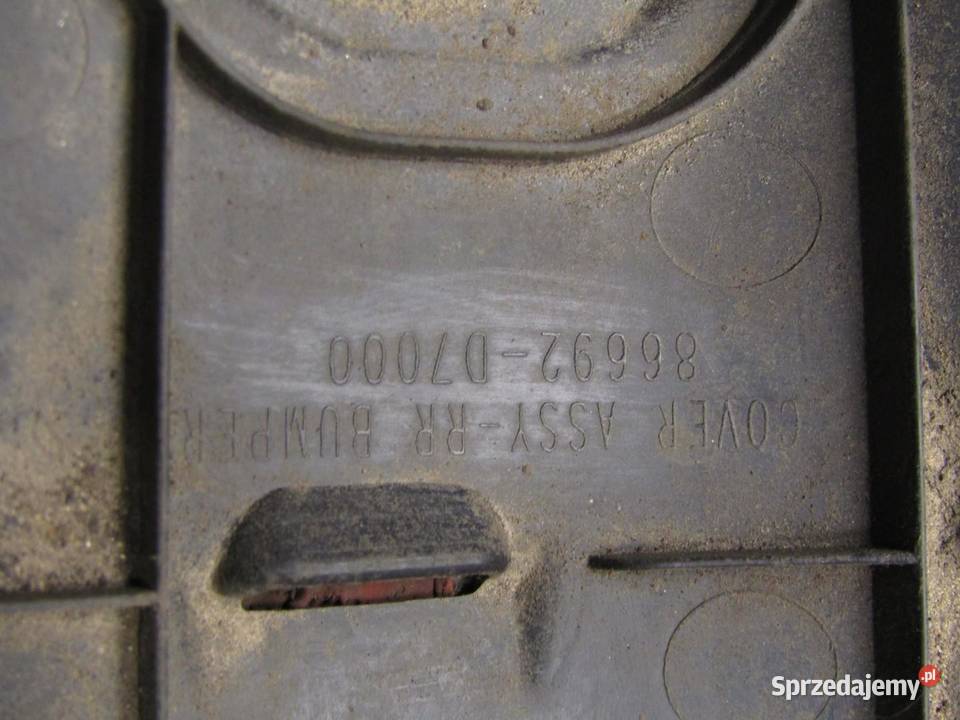 COVER ASSY-RR BUMPER
86692-D7000
Sprzedajemy.pl